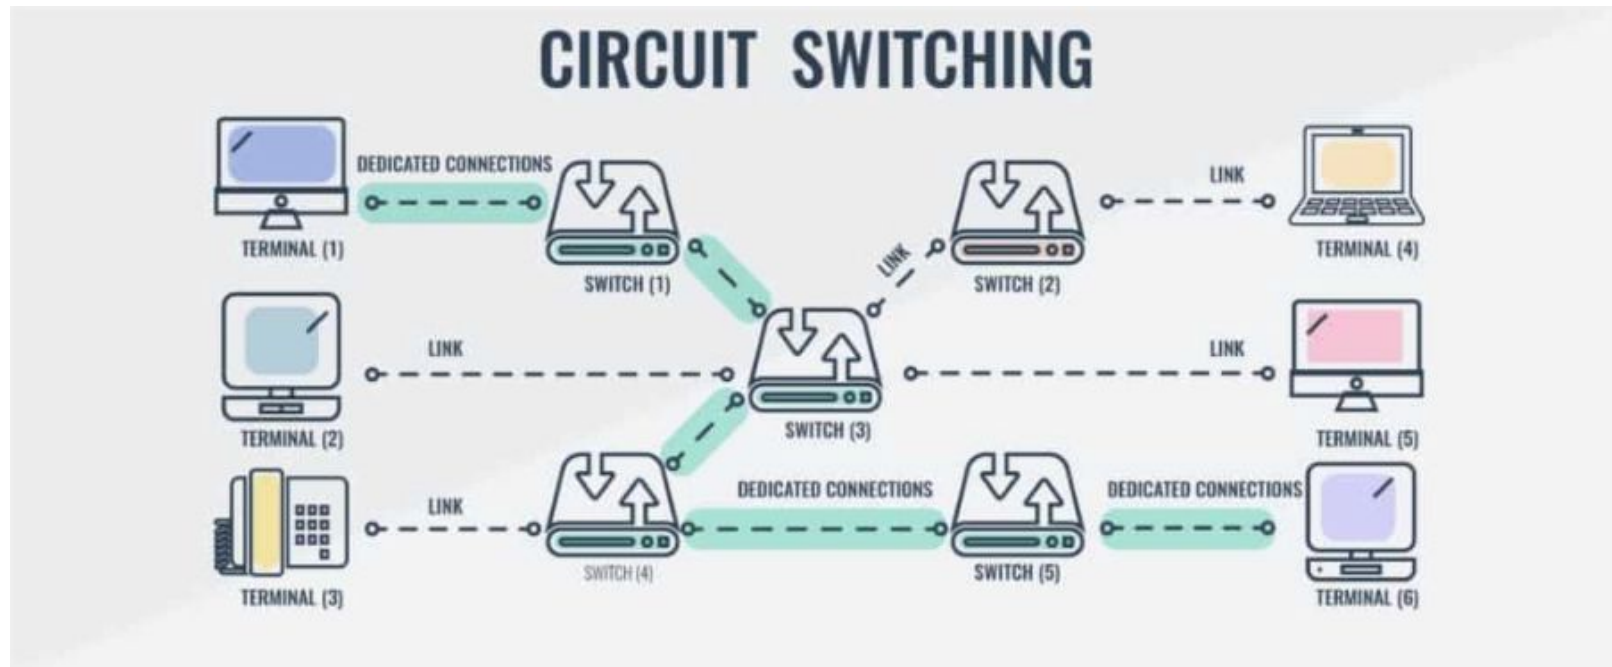 CIRCUIT SWITCHING
DEDICATED CONNECTIONS
LINK
TERMINAL (1)
SWITCH (1)
LINK
SWITCH (2)
TERMINAL (4)
LINK
LINK
TERMINAL (2)
SWITCH (3)
TERMINAL (5)
LINK
DEDICATED CONNECTIONS
DEDICATED CONNECTIONS
TERMINAL (3)
SWITCH (4)
SWITCH (5)
TERMINAL (6)